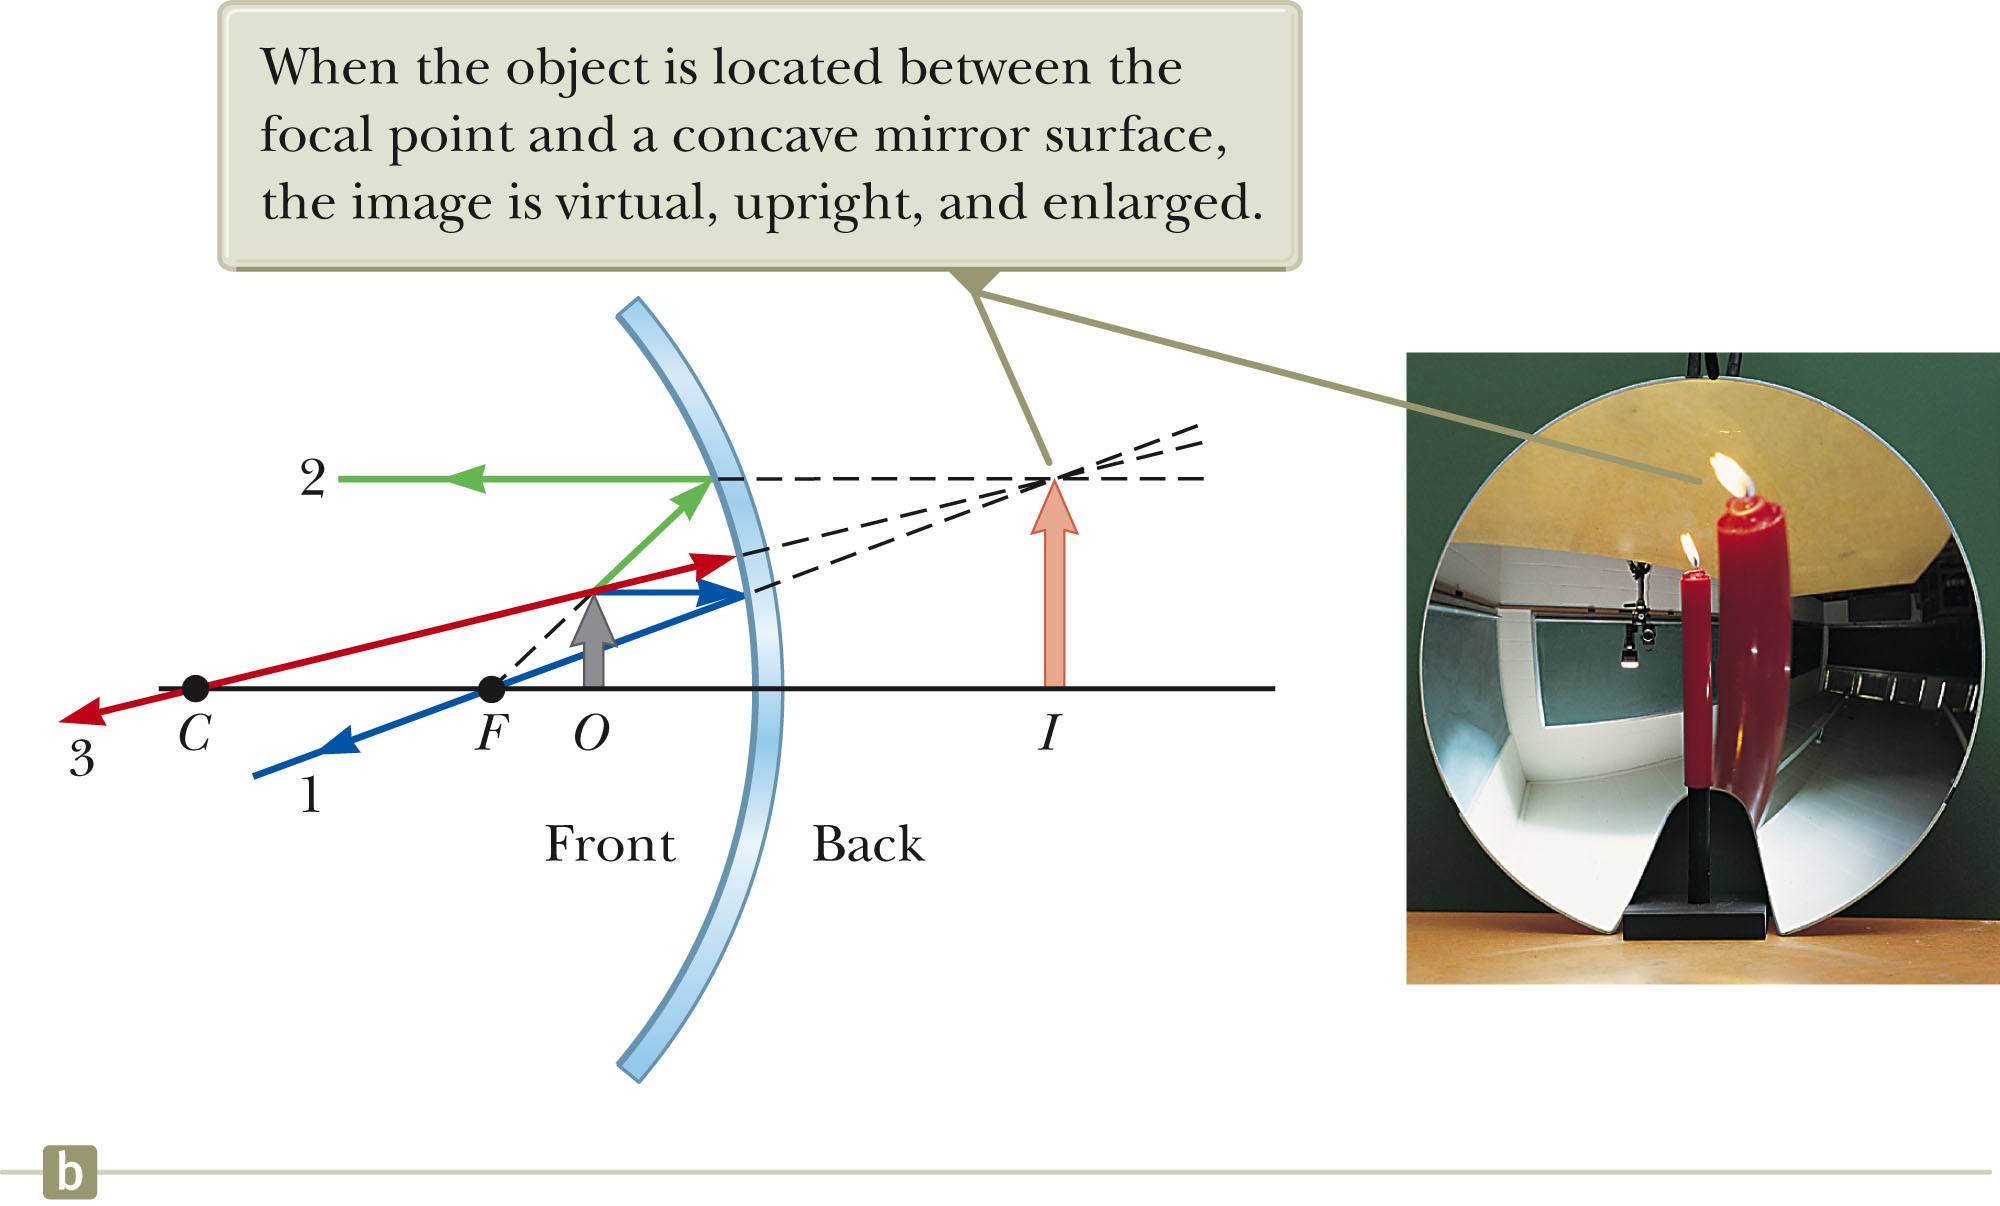 When the object is located between the
focal point and a concave mirror surface,
the image is virtual, upright, and enlarged.
2
3
C
F
O
I
1
Front
Back
b